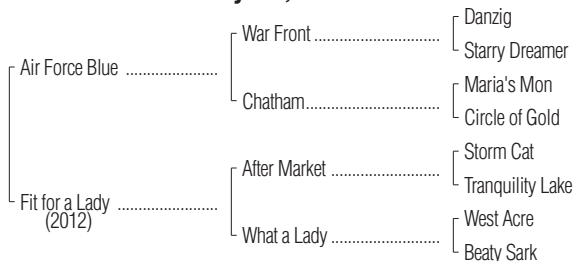 Air Force Blue ......................
War Front ........................
Danzig
Starry Dreamer
Chatham.................................
Maria's Mon
Circle of Gold
Fit for a Lady ........................
(2012)
After Market ..........................
Storm Cat
Tranquility Lake
What a Lady ..........................
West Acre
Beaty Sark